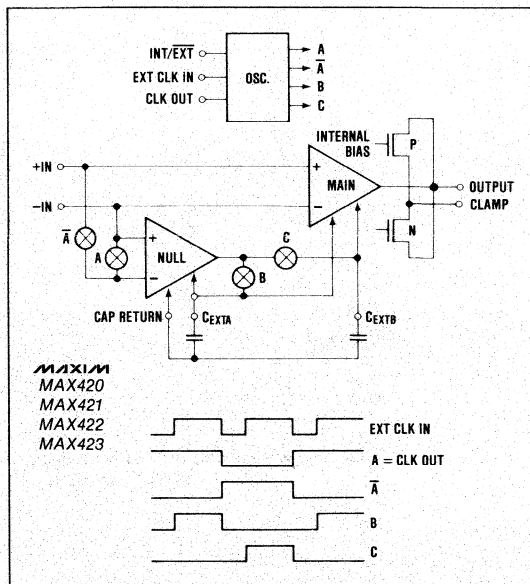 INT/EXT
EXT CLK IN
CLK OUT
OSC.
A
A
B
C
INTERNAL BIAS
P
+IN
+
MAIN
OUTPUT
-IN
-
CLAMP
N
A
A
+
NULL
-
C
B
CAP RETURN
CEXTA
CEXTB
MAXIM
MAX420
MAX421
MAX422
MAX423
EXT CLK IN
A = CLK OUT
A
B
C